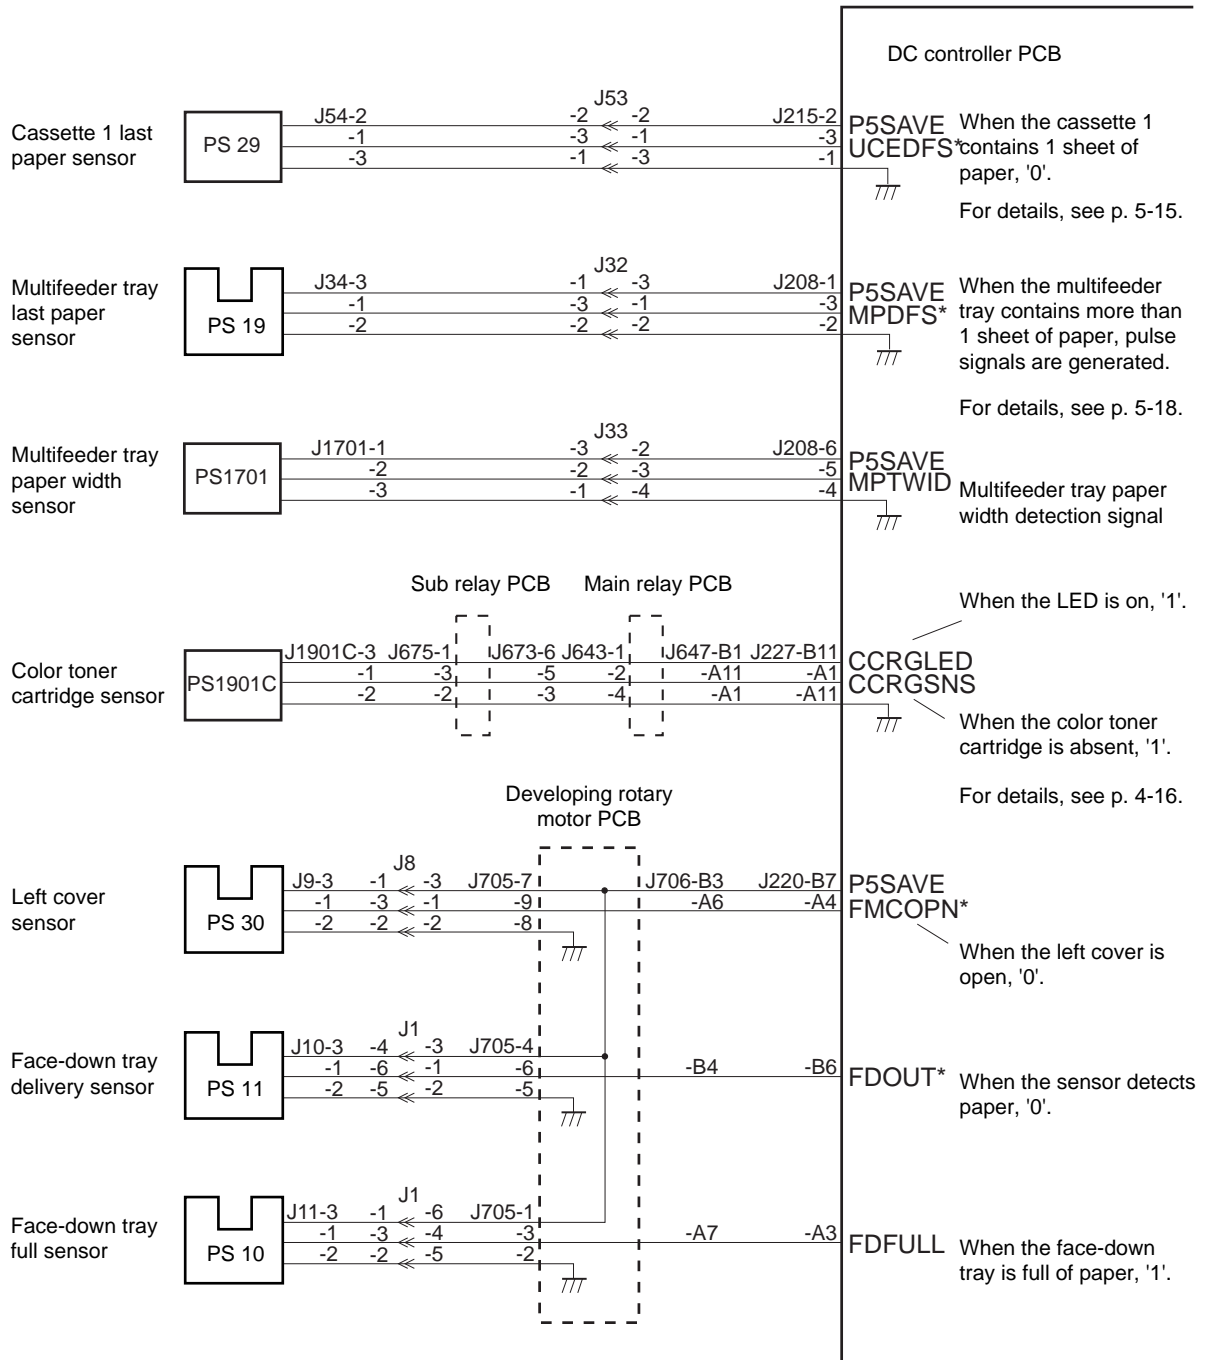 DC controller PCB
Cassette 1 last
paper sensor
PS 29
J54-2 -2 J53 -2 J215-2
-1 -3 -1 -3
-3 -1 -3 -1
P5SAVE
UCEDFS*
When the cassette 1
contains 1 sheet of
paper, '0'.
For details, see p. 5-15.
Multifeeder tray
last paper
sensor
PS 19
J34-3 -1 J32 -3 J208-1
-1 -3 -1 -3
-2 -2 -2 -2
P5SAVE
MPDFS*
When the multifeeder
tray contains more than
1 sheet of paper, pulse
signals are generated.
For details, see p. 5-18.
Multifeeder tray
paper width
sensor
PS1701
J1701-1 -3 J33 -2 J208-6
-2 -2 -3 -5
-3 -1 -4 -4
P5SAVE
MPTWID
Multifeeder tray paper
width detection signal
Sub relay PCB Main relay PCB
When the LED is on, '1'.
Color toner
cartridge sensor
PS1901C
J1901C-3 J675-1 J673-6 J643-1 J647-B1 J227-B11
-1 -3 -5 -2 -A11 -A1
-2 -2 -3 -4 -A1 -A11
CCRGLED
CCRGSNS
When the color toner
cartridge is absent, '1'.
For details, see p. 4-16.
Developing rotary
motor PCB
Left cover
sensor
PS 30
J9-3 -1 J8 -3 J705-7 J706-B3 J220-B7
-1 -3 -1 -9 -A6 -A4
-2 -2 -2 -8
P5SAVE
FMCOPN*
When the left cover is
open, '0'.
Face-down tray
delivery sensor
PS 11
J10-3 -4 J1 -3 J705-4
-1 -6 -1 -6 -B4 -B6
-2 -5 -2 -5
FDOUT*
When the sensor detects
paper, '0'.
Face-down tray
full sensor
PS 10
J11-3 -1 J1 -6 J705-1
-1 -3 -4 -3 -A7 -A3
-2 -2 -5 -2
FDFULL
When the face-down
tray is full of paper, '1'.